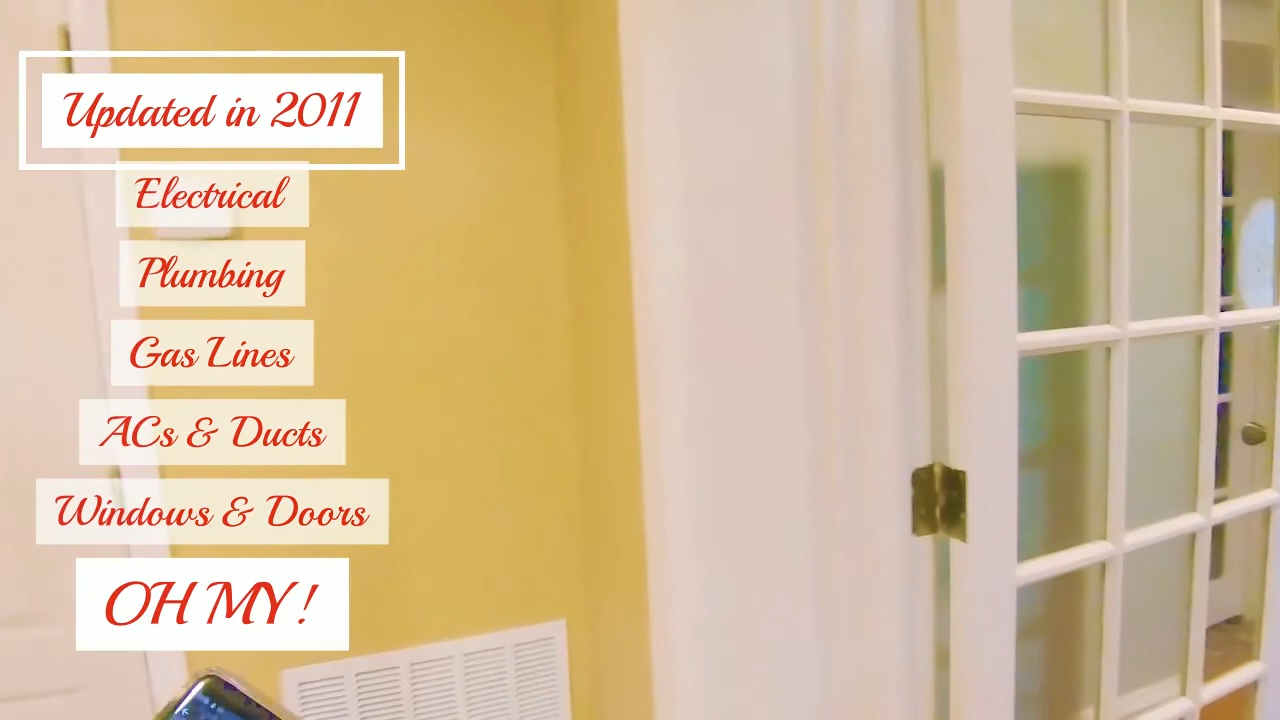 Updated in 2011
Electrical
Plumbing
Gas Lines
ACs & Ducts
Windows & Doors
OH MY!